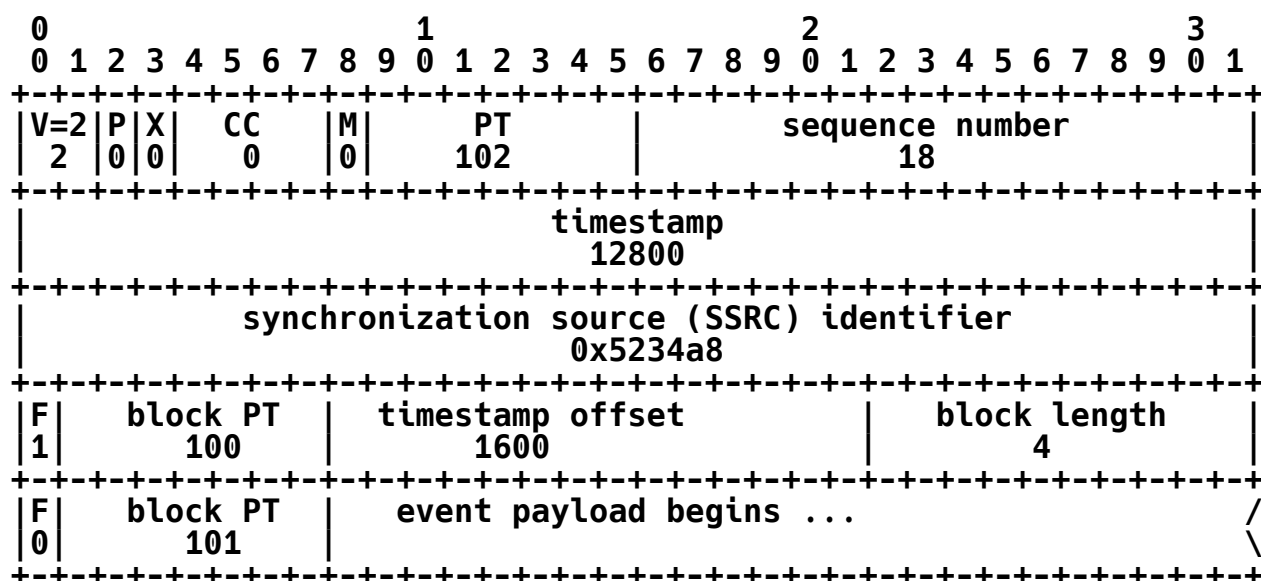 0                   1                   2                   3
 0 1 2 3 4 5 6 7 8 9 0 1 2 3 4 5 6 7 8 9 0 1 2 3 4 5 6 7 8 9 0 1
+-+-+-+-+-+-+-+-+-+-+-+-+-+-+-+-+-+-+-+-+-+-+-+-+-+-+-+-+-+-+-+-+
|V=2|P|X|  CC   |M|     PT      |       sequence number         |
| 2 |0|0|   0   |0|    102      |             18                |
+-+-+-+-+-+-+-+-+-+-+-+-+-+-+-+-+-+-+-+-+-+-+-+-+-+-+-+-+-+-+-+-+
|                           timestamp                           |
|                             12800                             |
+-+-+-+-+-+-+-+-+-+-+-+-+-+-+-+-+-+-+-+-+-+-+-+-+-+-+-+-+-+-+-+-+
|           synchronization source (SSRC) identifier            |
|                            0x5234a8                           |
+-+-+-+-+-+-+-+-+-+-+-+-+-+-+-+-+-+-+-+-+-+-+-+-+-+-+-+-+-+-+-+-+
|F|   block PT  |  timestamp offset         |   block length    |
|1|      100    |       1600                |        4          |
+-+-+-+-+-+-+-+-+-+-+-+-+-+-+-+-+-+-+-+-+-+-+-+-+-+-+-+-+-+-+-+-+
|F|   block PT  |   event payload begins ...                    /
|0|      101    |                                               \
+-+-+-+-+-+-+-+-+-+-+-+-+-+-+-+-+-+-+-+-+-+-+-+-+-+-+-+-+-+-+-+-+